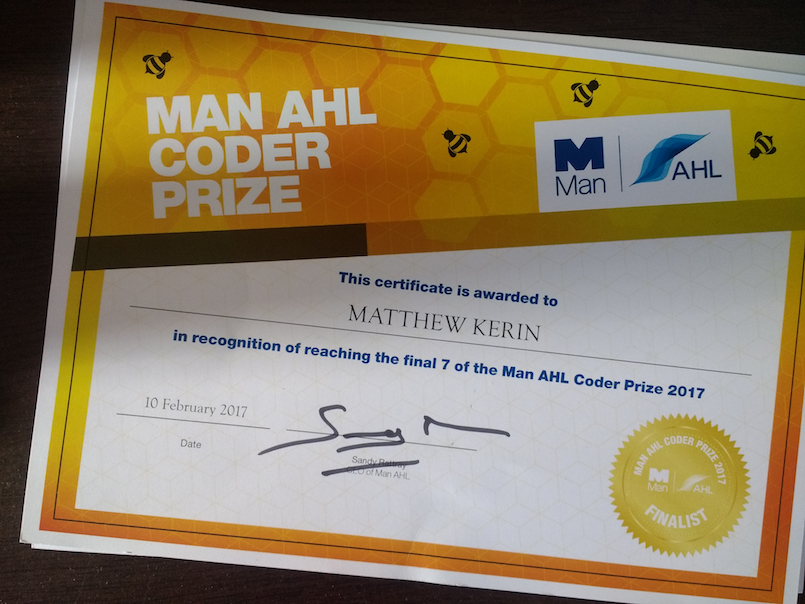 MAN AHL
CODER
PRIZE
M
Man
AHL
This certificate is awarded to
MATTHEW KERIN
in recognition of reaching the final 7 of the Man AHL Coder Prize 2017
10 February 2017
Date
Sandy Rattray
CEO of Man AHL
MAN AHL CODER PRIZE 2017
M
Man
AHL
FINALIST